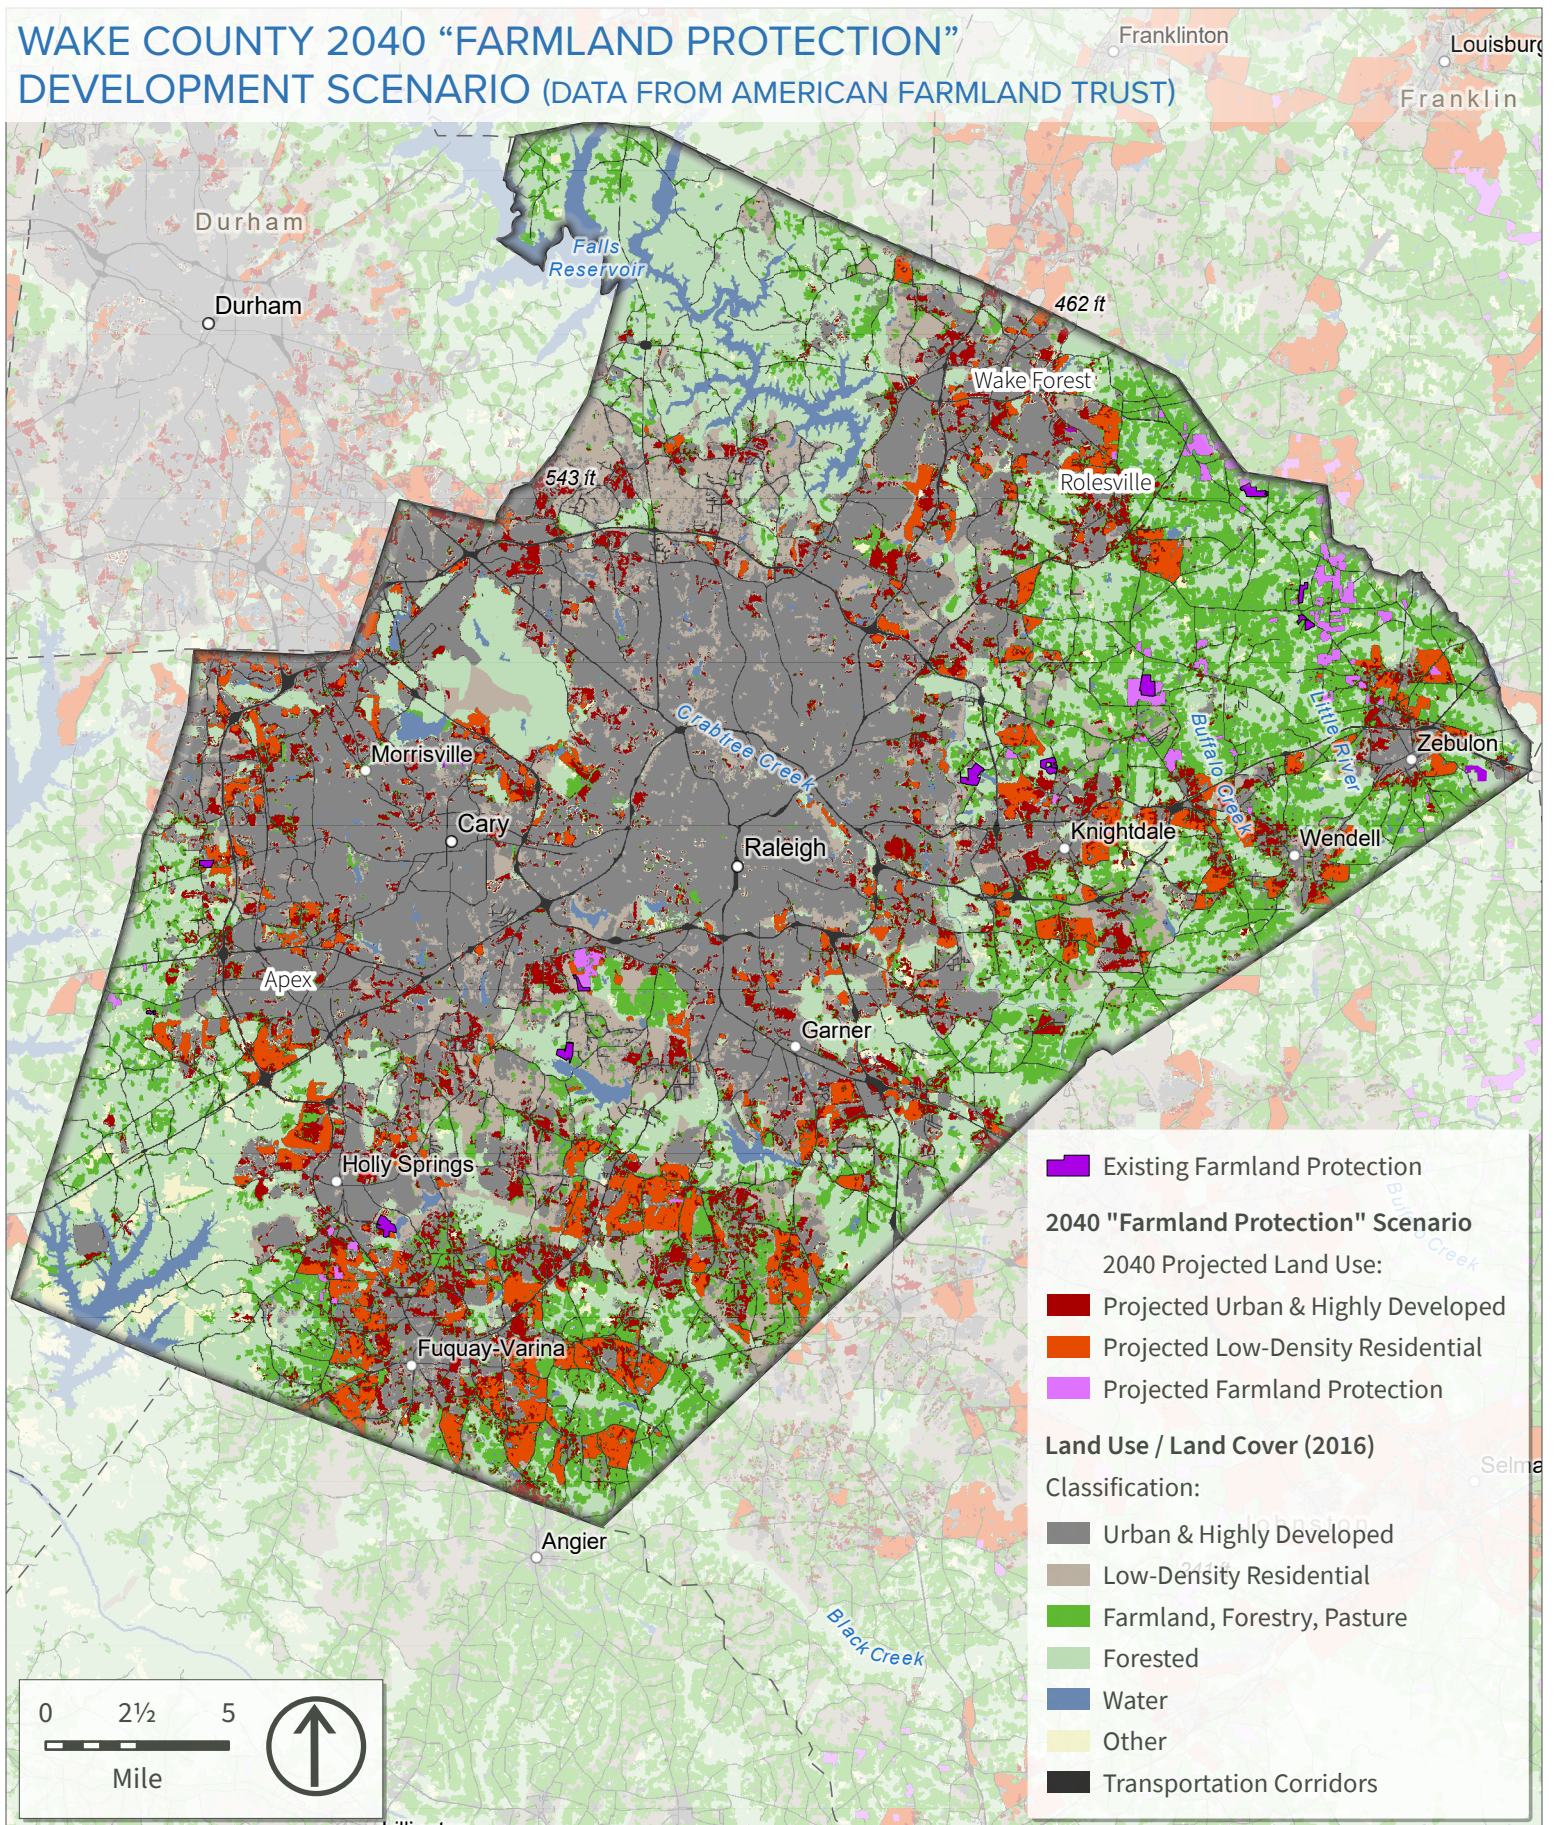 WAKE COUNTY 2040 “FARMLAND PROTECTION”
DEVELOPMENT SCENARIO (DATA FROM AMERICAN FARMLAND TRUST)
Franklinton
Louisburg
Franklin
Durham
Falls
Reservoir
Durham
462 ft
Wake Forest
543 ft
Rolesville
Crabtree Creek
Buffalo Creek
Little River
Morrisville
Zebulon
Cary
Raleigh
Knightdale
Wendell
Apex
Garner
Holly Springs
Fuquay-Varina
Angier
Black Creek
Existing Farmland Protection
Buffalo Creek
2040 "Farmland Protection" Scenario
2040 Projected Land Use:
Projected Urban & Highly Developed
Projected Low-Density Residential
Projected Farmland Protection
Land Use / Land Cover (2016)
Classification:
Selma
Johnston
Urban & Highly Developed
Low-Density Residential
Farmland, Forestry, Pasture
Forested
Water
Other
Transportation Corridors
0 2½ 5
Mile